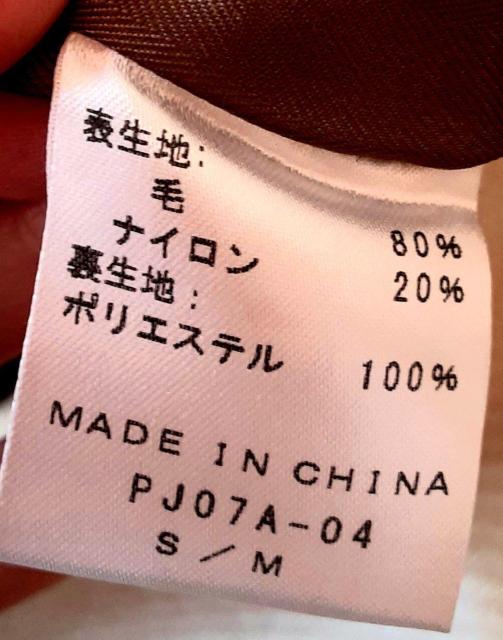 表生地:
毛 80%
ナイロン 20%
裏生地:
ポリエステル 100%
MADE IN CHINA
PJ07A-04
S/M